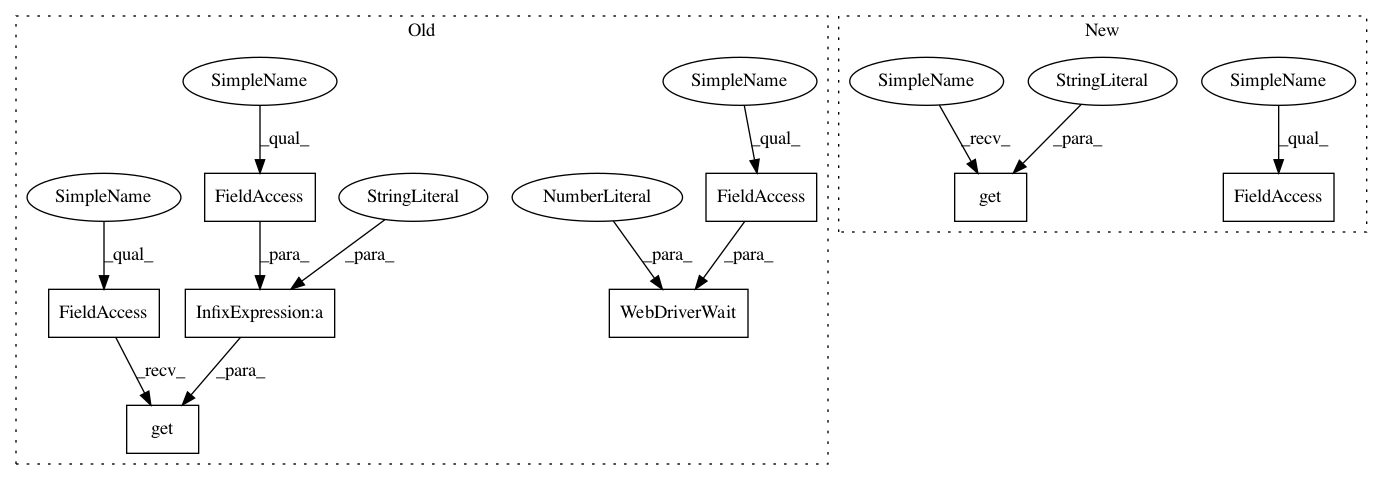 Old
New
SimpleName
SimpleName
SimpleName
StringLiteral
SimpleName
_qual_
_qual_
_recv_
_para_
_qual_
SimpleName
FieldAccess
StringLiteral
NumberLiteral
FieldAccess
get
FieldAccess
_qual_
_para_
_para_
_para_
_para_
FieldAccess
InfixExpression:a
WebDriverWait
_recv_
_para_
get